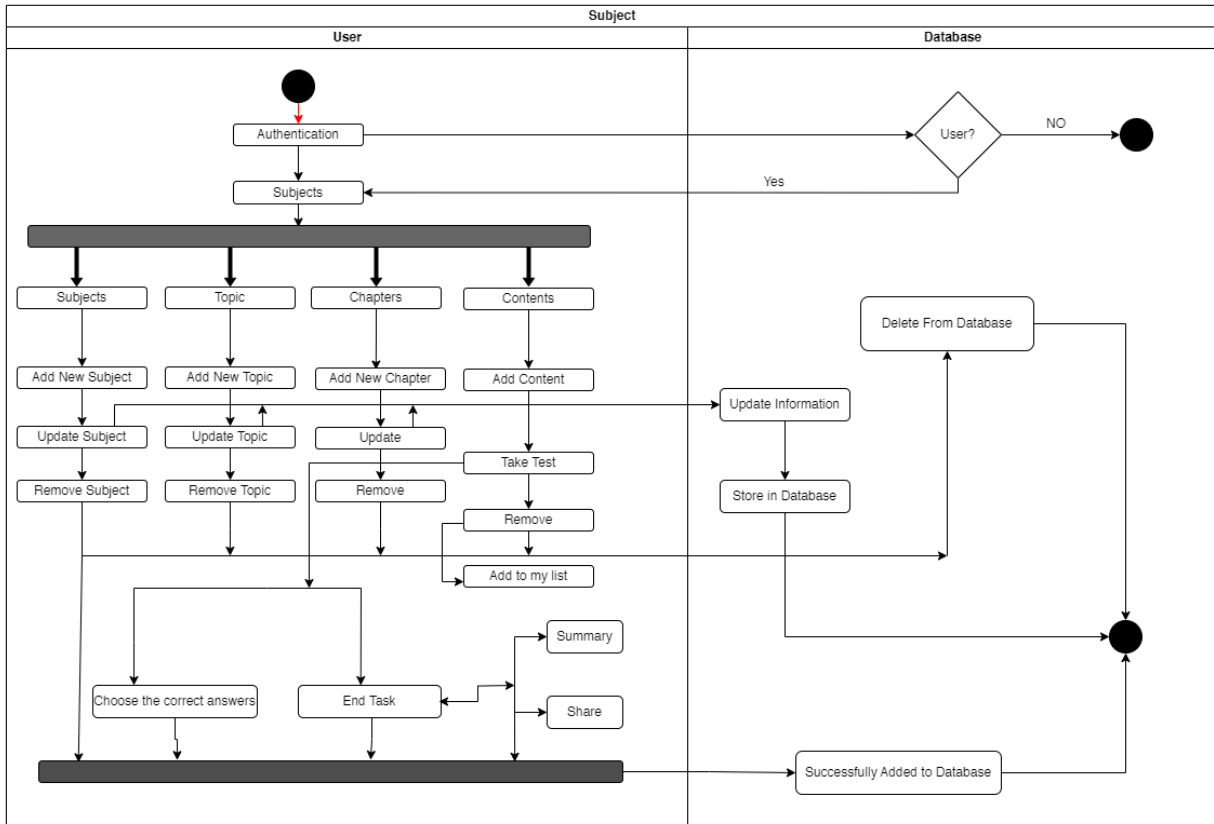 Subject
User
Database
Authentication
User?
NO
Yes
Subjects
Subjects
Topic
Chapters
Contents
Delete From Database
Add New Subject
Add New Topic
Add New Chapter
Add Content
Update Information
Update Subject
Update Topic
Update
Take Test
Remove Subject
Remove Topic
Remove
Store in Database
Remove
Add to my list
Summary
Choose the correct answers
End Task
Share
Successfully Added to Database